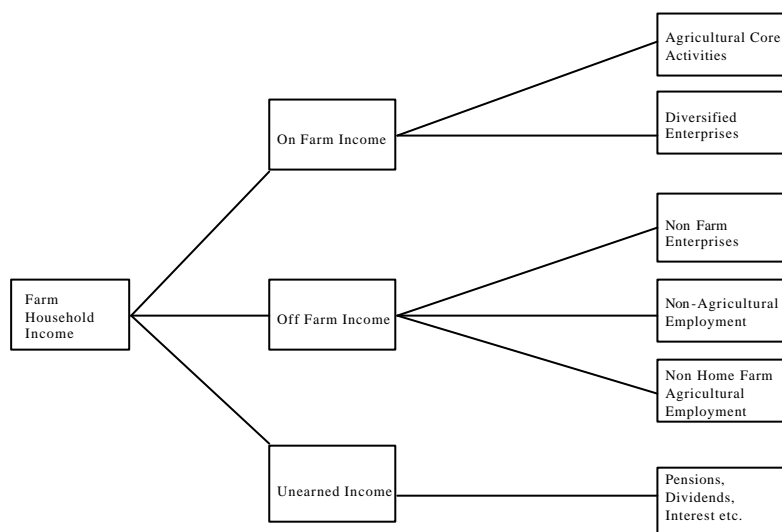 Agricultural Core
Activities
Diversified
Enterprises
On Farm Income
Non Farm
Enterprises
Farm
Household
Income
Off Farm Income
Non-Agricultural
Employment
Non Home Farm
Agricultural
Employment
Unearned Income
Pensions,
Dividends,
Interest etc.